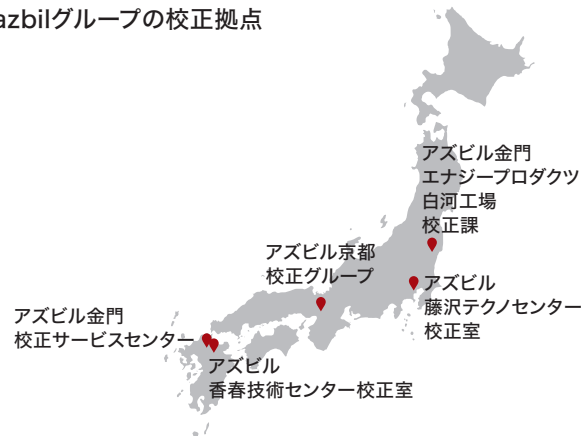 azbilグループの校正拠点
アズビル金門
エナジープロダクツ
白河工場
校正課
アズビル京都
校正グループ
アズビル
藤沢テクノセンター
校正室
アズビル金門
校正サービスセンター
アズビル
香春技術センター校正室